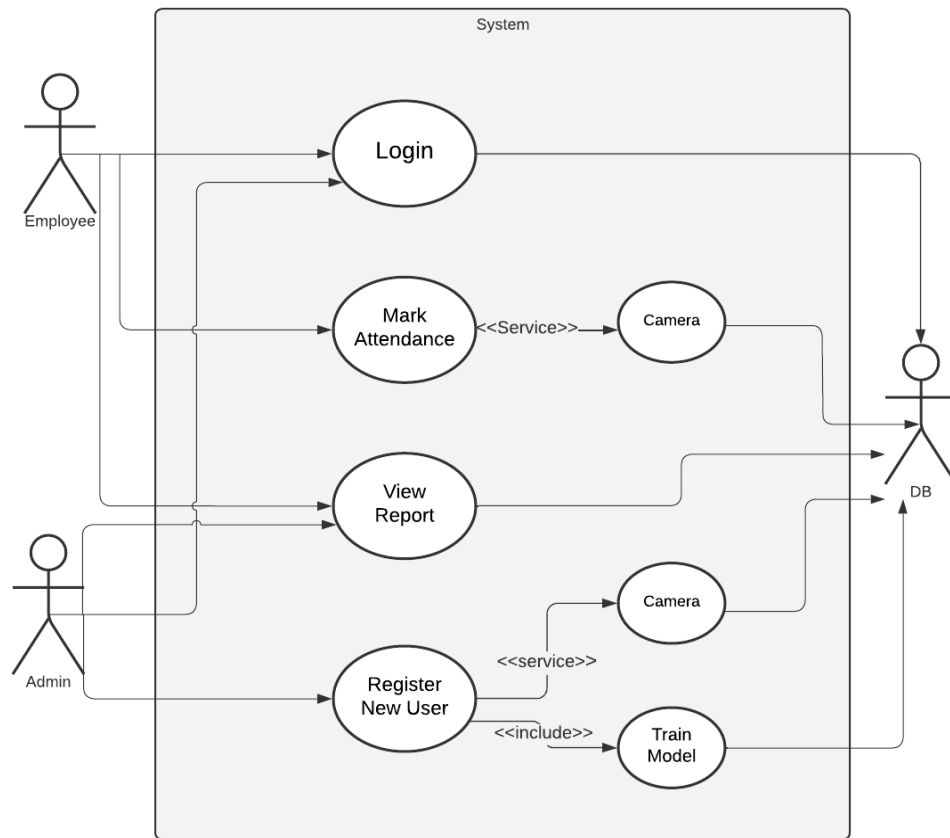 System
Login
Employee
Mark
Attendance
<<Service>>
Camera
View
Report
DB
Camera
<<service>>
Admin
Register
New User
<<include>>
Train
Model